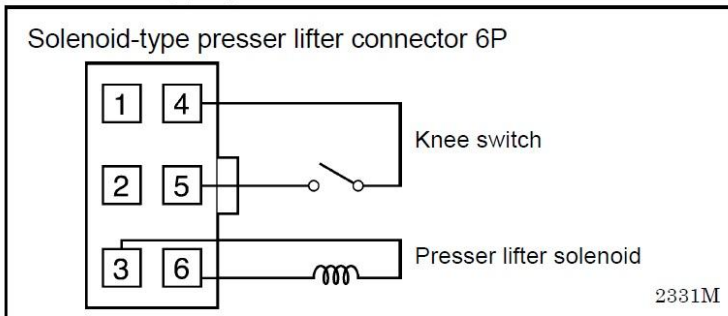 Solenoid-type presser lifter connector 6P
1 4
Knee switch
2 5
3 6
Presser lifter solenoid
2331M